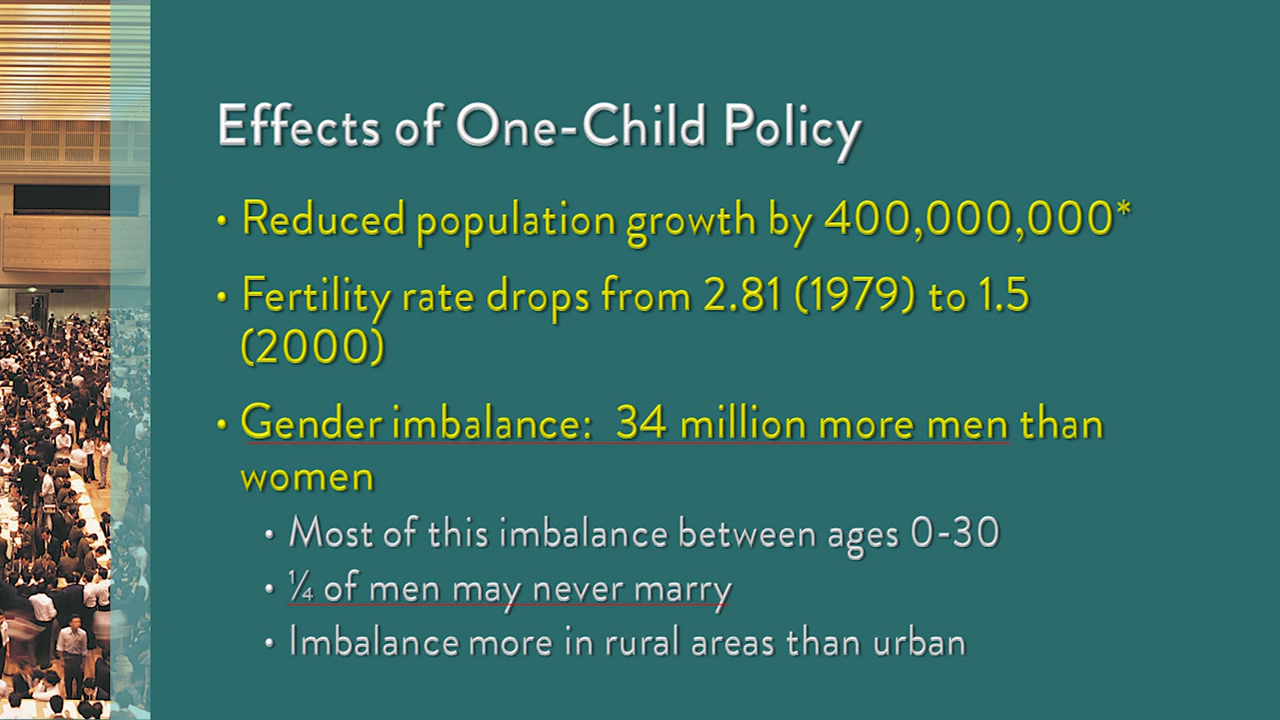 Effects of One-Child Policy
• Reduced population growth by 400,000,000*
• Fertility rate drops from 2.81 (1979) to 1.5
(2000)
• Gender imbalance:  34 million more men than
women
• Most of this imbalance between ages 0-30
• ¼ of men may never marry
• Imbalance more in rural areas than urban